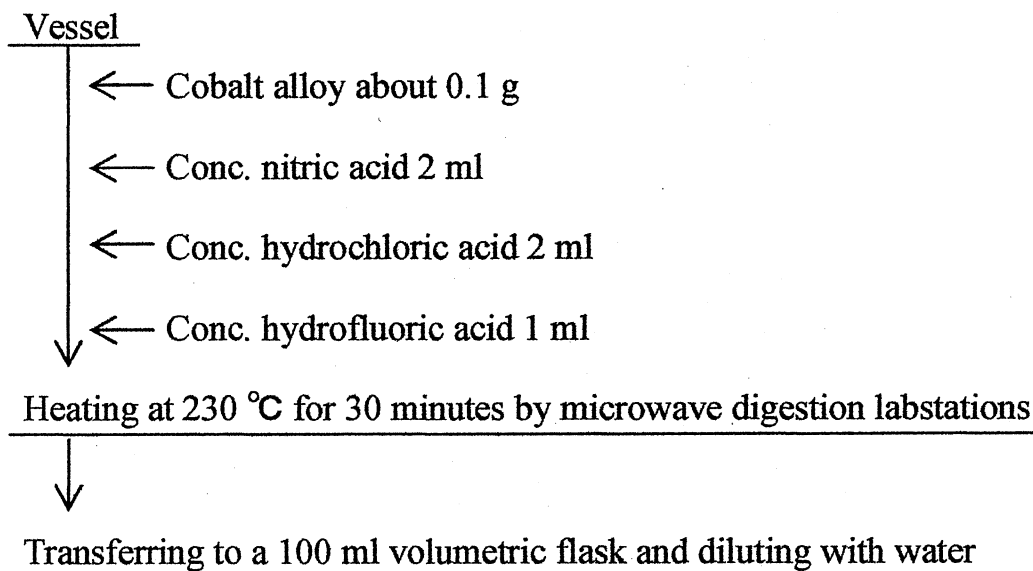 Vessel
Cobalt alloy about 0.1 g
Conc. nitric acid 2 ml
Conc. hydrochloric acid 2 ml
Conc. hydrofluoric acid 1 ml
Heating at 230 ℃ for 30 minutes by microwave digestion labstations
Transferring to a 100 ml volumetric flask and diluting with water